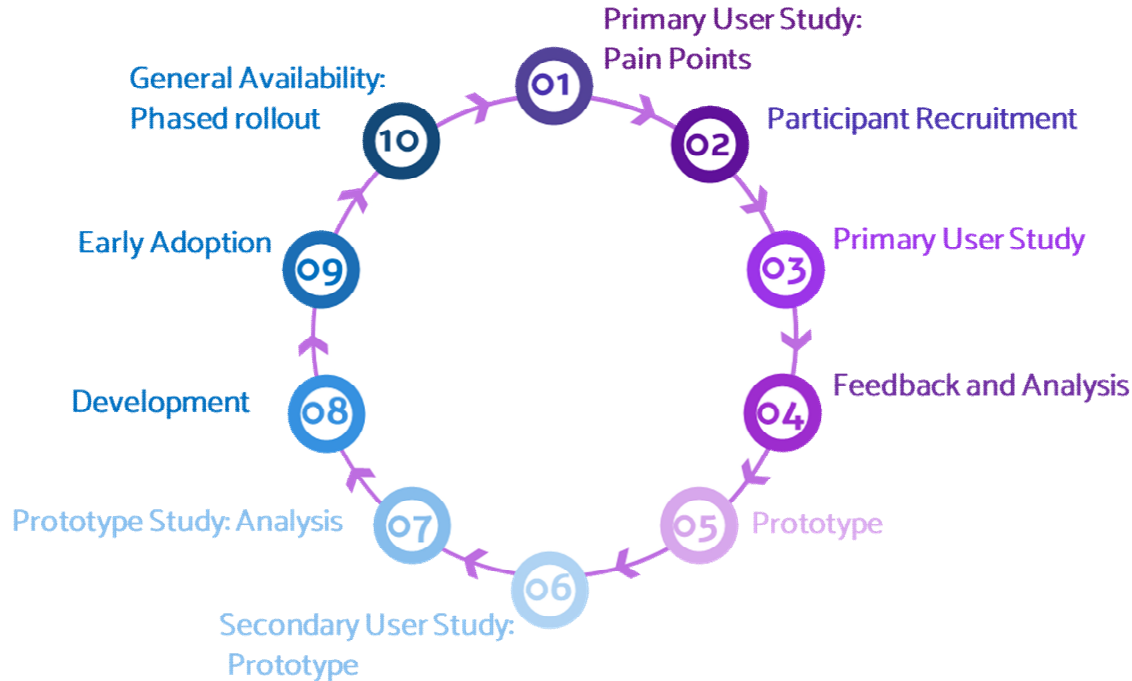 01
Primary User Study:
Pain Points
02
Participant Recruitment
03
Primary User Study
04
Feedback and Analysis
05
Prototype
06
Secondary User Study:
Prototype
07
Prototype Study: Analysis
08
Development
09
Early Adoption
10
General Availability:
Phased rollout